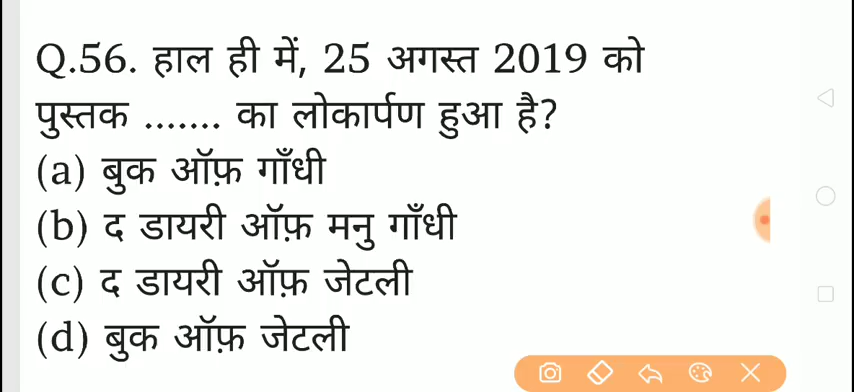 Q.56. हाल ही में, 25 अगस्त 2019 को
पुस्तक ....... का लोकार्पण हुआ है?
(a) बुक ऑफ़ गाँधी
(b) द डायरी ऑफ़ मनु गाँधी
(c) द डायरी ऑफ़ जेटली
(d) बुक ऑफ़ जेटली